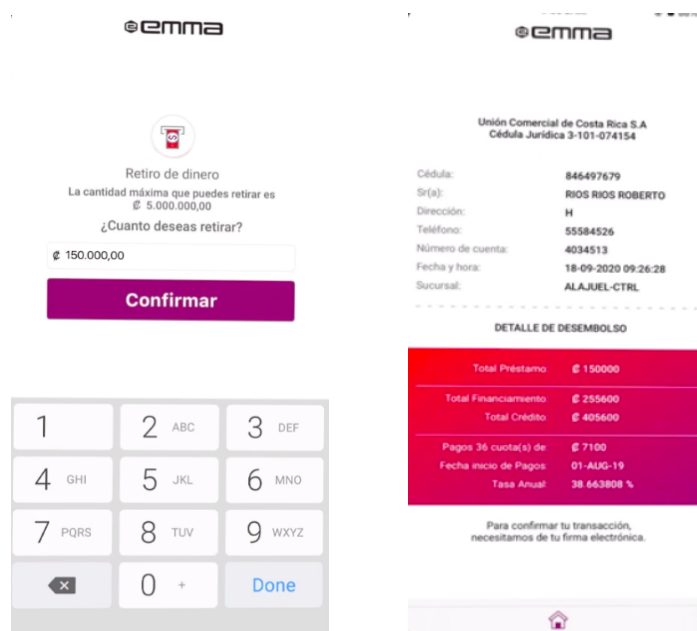 emma
Retiro de dinero
La cantidad máxima que puedes retirar es
₡ 5.000.000,00
¿Cuanto deseas retirar?
₡ 150.000,00
Confirmar
1
2 ABC
3 DEF
4 GHI
5 JKL
6 MNO
7 PQRS
8 TUV
9 WXYZ
0 +
Done
emma
Unión Comercial de Costa Rica S.A
Cédula Jurídica 3-101-074154
Cédula: 846497679
Sr(a): RIOS RIOS ROBERTO
Dirección: H
Teléfono: 55584526
Número de cuenta: 4034513
Fecha y hora: 18-09-2020 09:26:28
Sucursal: ALAJUEL-CTRL
DETALLE DE DESEMBOLSO
Total Préstamo: ₡ 150000
Total Financiamiento: ₡ 255600
Total Crédito: ₡ 405600
Pagos 36 cuota(s) de: ₡ 7100
Fecha inicio de Pagos: 01-AUG-19
Tasa Anual: 38.663808 %
Para confirmar tu transacción,
necesitamos de tu firma electrónica.